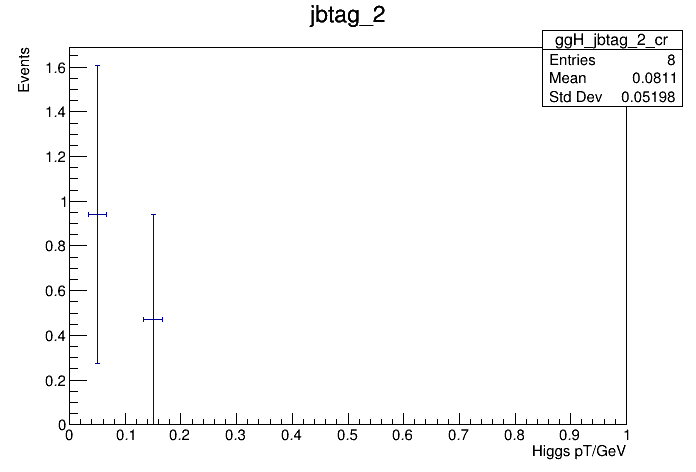 jbtag_2
ggH_jbtag_2_cr
Entries 8
Mean 0.0811
Std Dev 0.05198
Events
1.6
1.4
1.2
1
0.8
0.6
0.4
0.2
0
0 0.1 0.2 0.3 0.4 0.5 0.6 0.7 0.8 0.9 1
Higgs pT/GeV